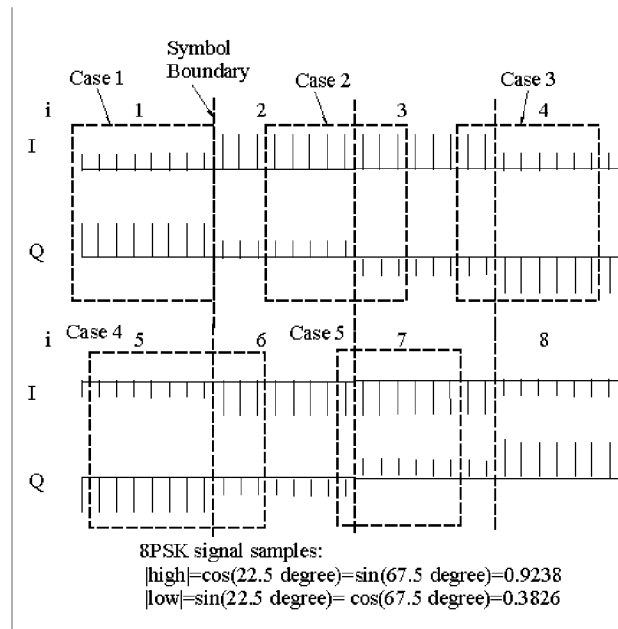 Symbol
Boundary
Case 1
Case 2
Case 3
i 1 2 3 4
I
Q
i Case 4 5 6 Case 5 7 8
I
Q
8PSK signal samples:
|high|=cos(22.5 degree)=sin(67.5 degree)=0.9238
|low|=sin(22.5 degree)= cos(67.5 degree)=0.3826